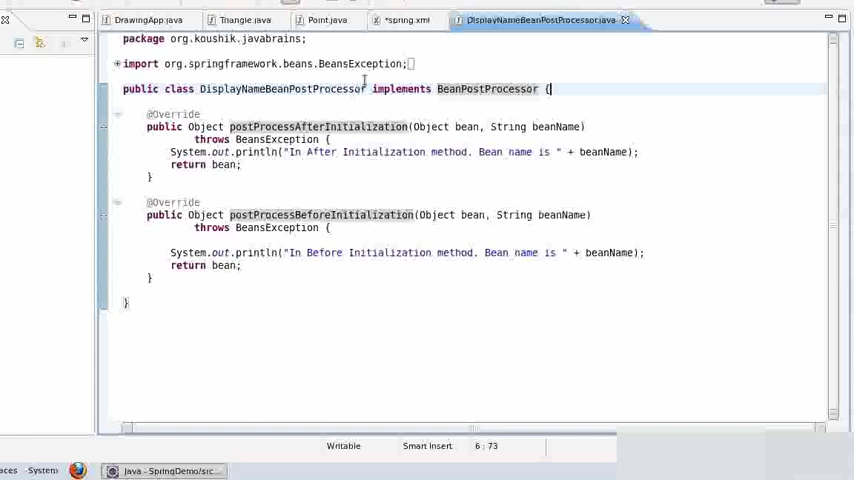 DrawingApp.java Triangle.java Point.java *spring.xml DisplayNameBeanPostProcessor.java
package org.koushik.javabrains;
import org.springframework.beans.BeansException;
public class DisplayNameBeanPostProcessor implements BeanPostProcessor {
@Override
public Object postProcessAfterInitialization(Object bean, String beanName)
throws BeansException {
System.out.println("In After Initialization method. Bean name is " + beanName);
return bean;
}
@Override
public Object postProcessBeforeInitialization(Object bean, String beanName)
throws BeansException {
System.out.println("In Before Initialization method. Bean name is " + beanName);
return bean;
}
}
Writable Smart Insert 6 : 73
aces -System Java - SpringDemo/src...